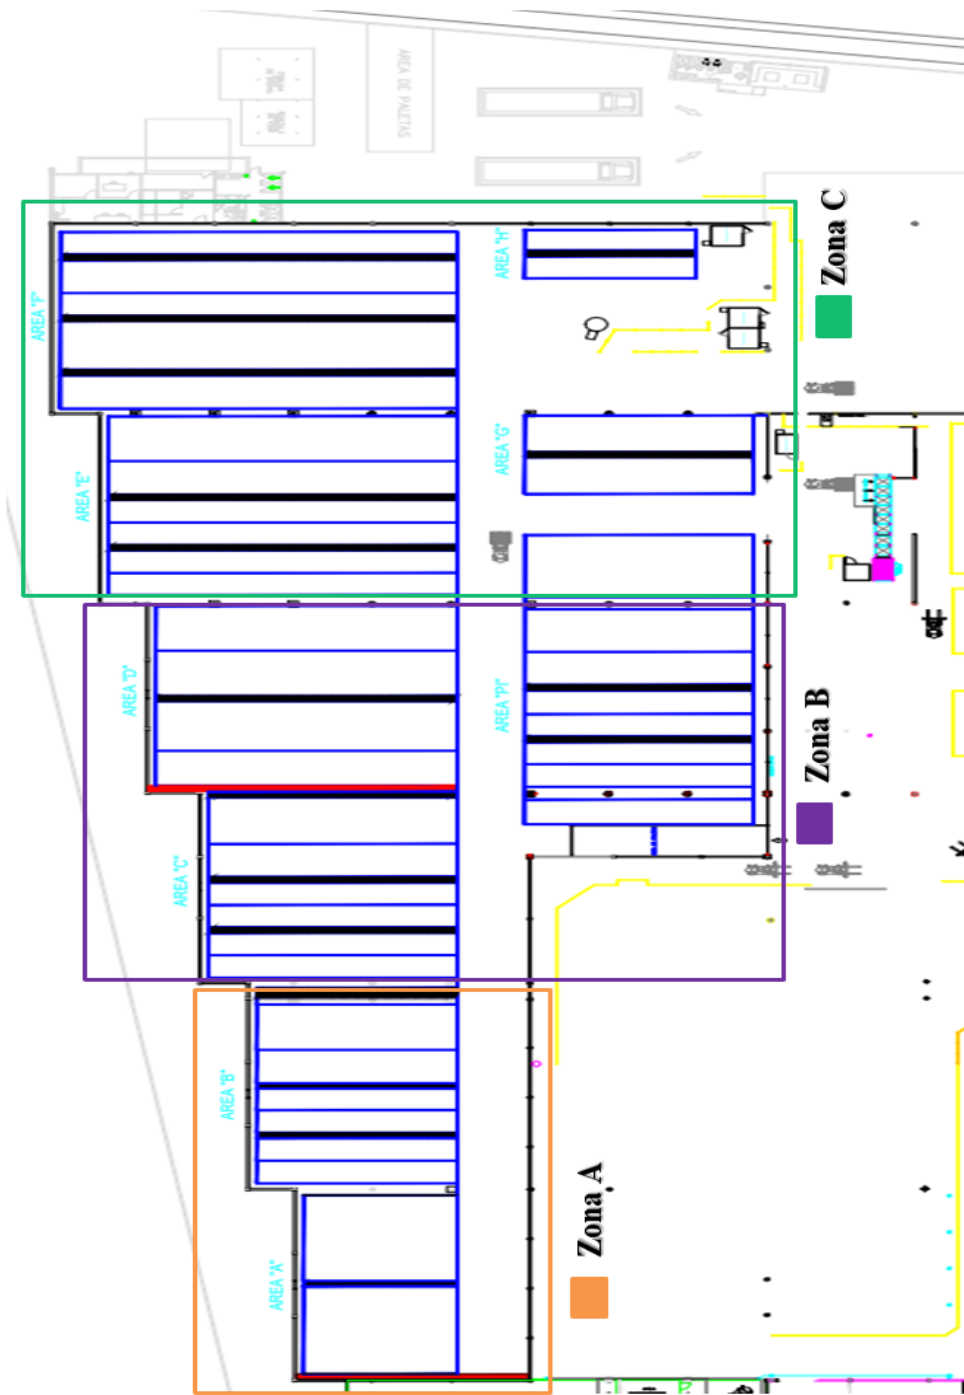 AREA DE PALETAS
Zona C
AREA "H"
AREA "F"
AREA "G"
AREA "E"
AREA "D"
AREA "PI"
Zona B
AREA "C"
AREA "B"
Zona A
AREA "A"